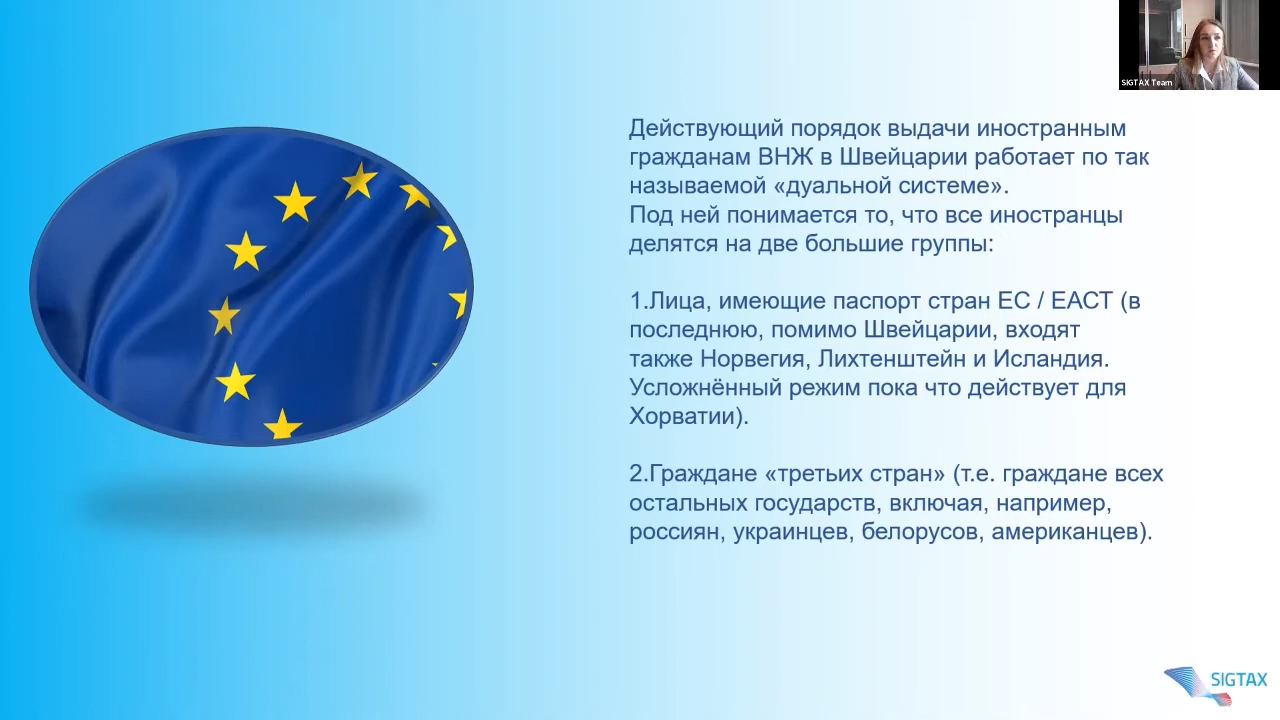 SIGTAX Team
Действующий порядок выдачи иностранным
гражданам ВНЖ в Швейцарии работает по так
называемой «дуальной системе».
Под ней понимается то, что все иностранцы
делятся на две большие группы:
1.Лица, имеющие паспорт стран ЕС / ЕАСТ (в
последнюю, помимо Швейцарии, входят
также Норвегия, Лихтенштейн и Исландия.
Усложнённый режим пока что действует для
Хорватии).
2.Граждане «третьих стран» (т.е. граждане всех
остальных государств, включая, например,
россиян, украинцев, белорусов, американцев).
SIGTAX